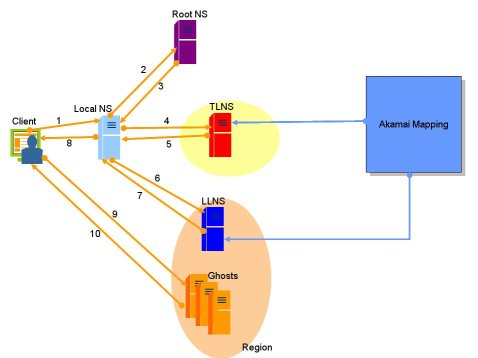 Root NS
2
3
Local NS
Client
1
8
TLNS
4
5
Akamai Mapping
6
7
LLNS
9
10
Ghosts
Region